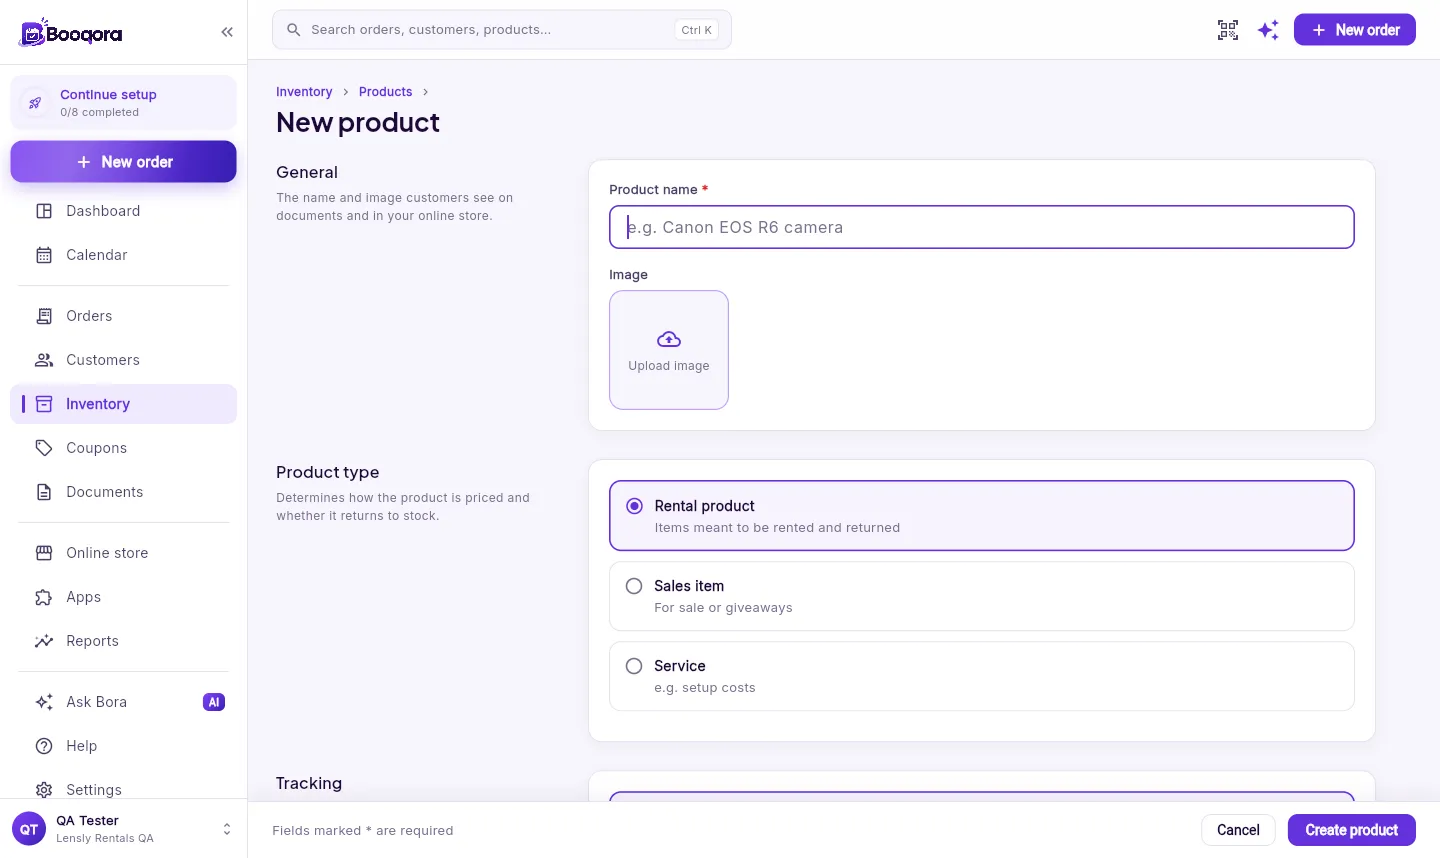 Booqora
Search orders, customers, products...
Ctrl K
New order
Continue setup
0/8 completed
New order
Dashboard
Calendar
Orders
Customers
Inventory
Coupons
Documents
Online store
Apps
Reports
Ask Bora
AI
Help
Settings
QT
QA Tester
Lensly Rentals QA
Inventory > Products >
New product
General
The name and image customers see on
documents and in your online store.
Product name *
e.g. Canon EOS R6 camera
Image
Upload image
Product type
Determines how the product is priced and
whether it returns to stock.
Rental product
Items meant to be rented and returned
Sales item
For sale or giveaways
Service
e.g. setup costs
Tracking
Fields marked * are required
Cancel
Create product